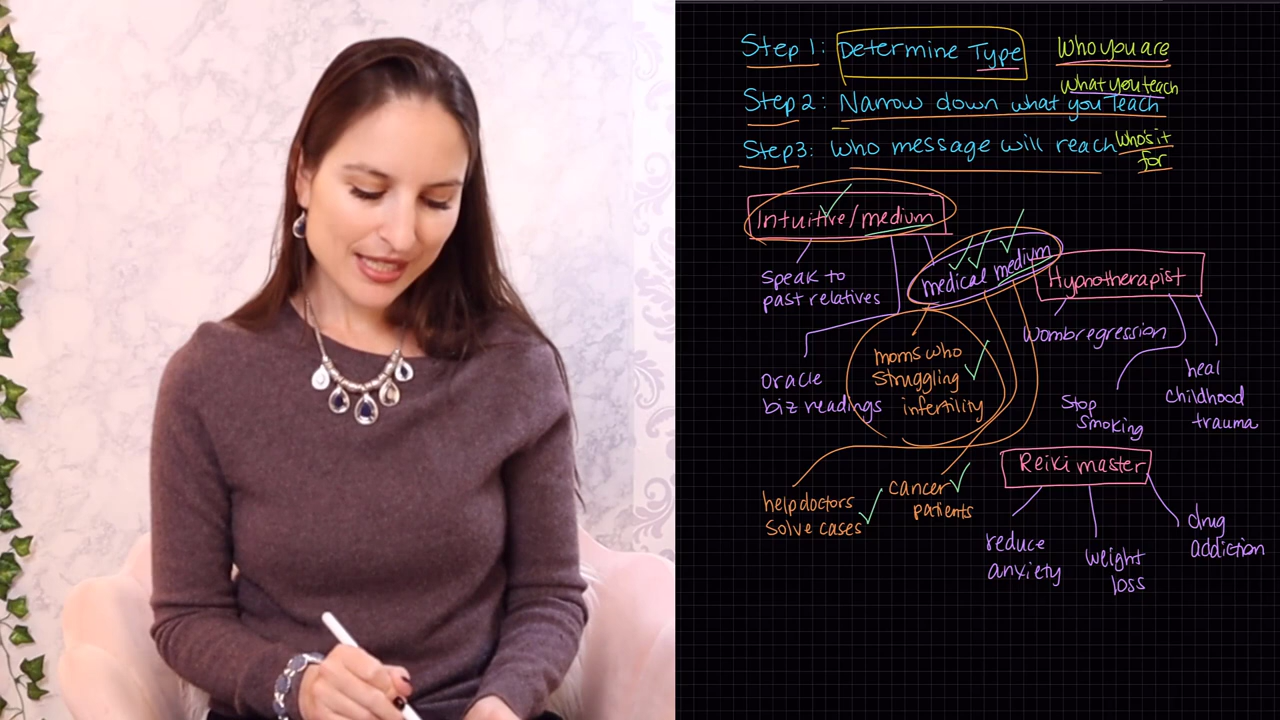 Step 1: Determine Type Who you are
what you teach
Step 2: Narrow down what you teach
Step3: Who message will reach who's it
for
Intuitive/medium
medical medium
Speak to
past relatives
Hypnotherapist
Womb regression
moms who
struggling
infertility
oracle
biz readings
heal
childhood
trauma
Stop
smoking
Reiki master
help doctors
solve cases
cancer
patients
reduce
anxiety
weight
loss
drug
addiction